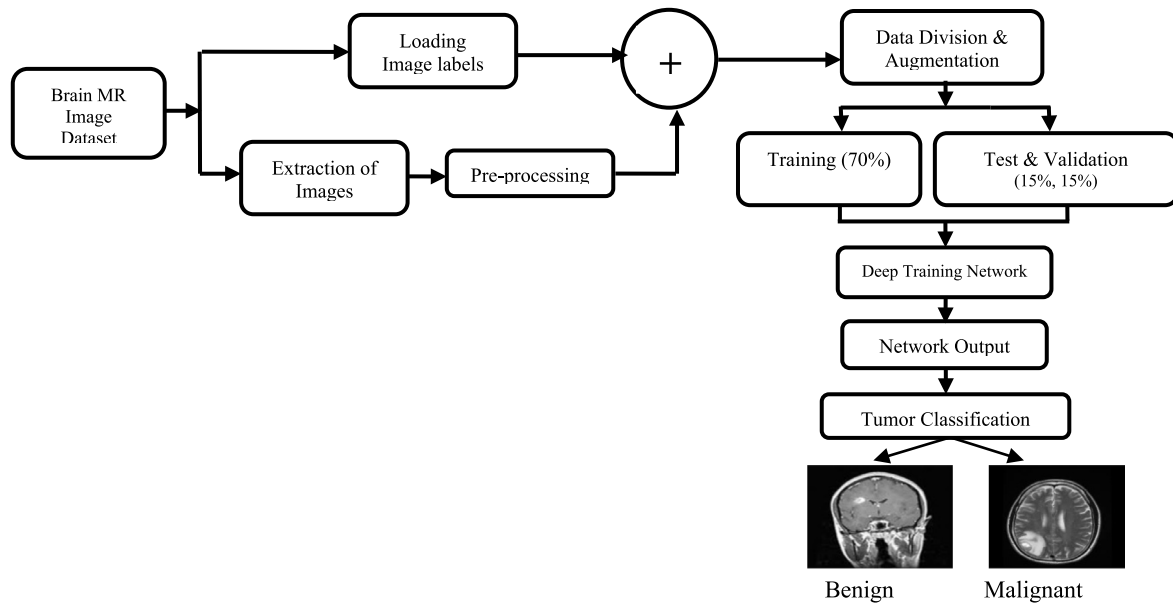 Brain MR
Image
Dataset
Loading
Image labels
Extraction of
Images
Pre-processing
+
Data Division &
Augmentation
Training (70%)
Test & Validation
(15%, 15%)
Deep Training Network
Network Output
Tumor Classification
Benign
Malignant